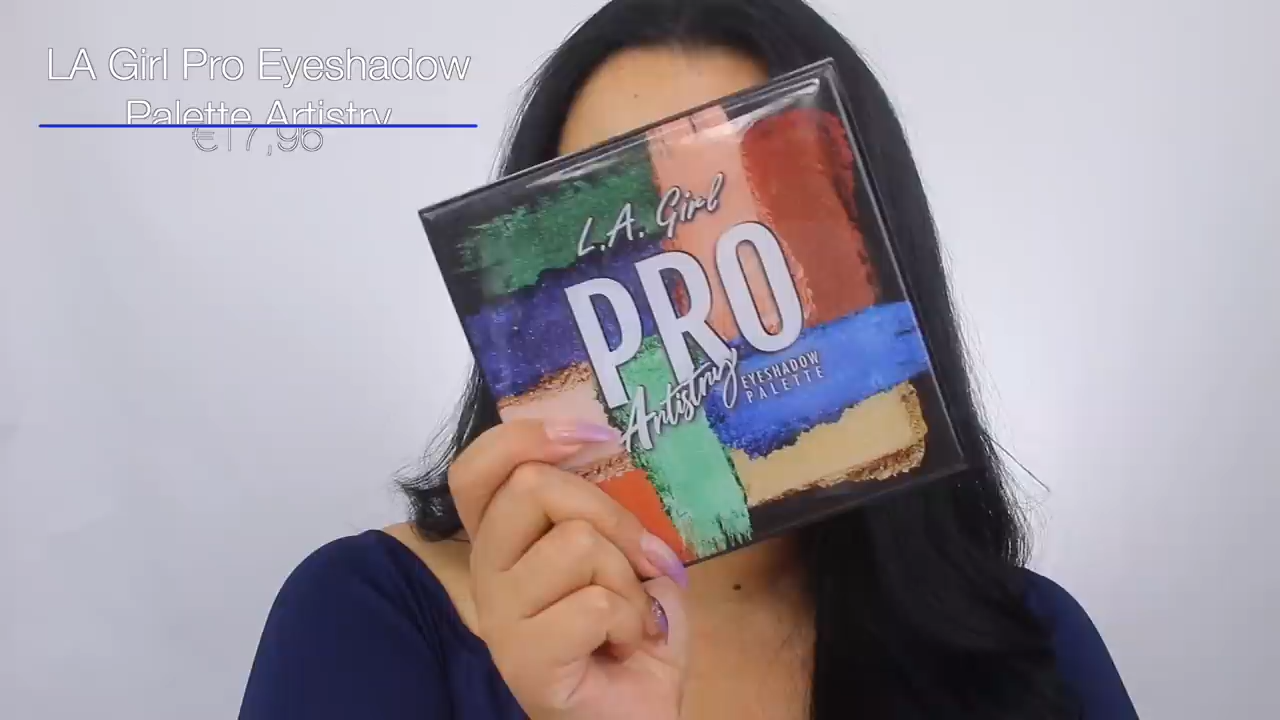 LA Girl Pro Eyeshadow
Palette Artistry
€17,96
L.A. Girl
PRO
Artistry
EYESHADOW
PALETTE